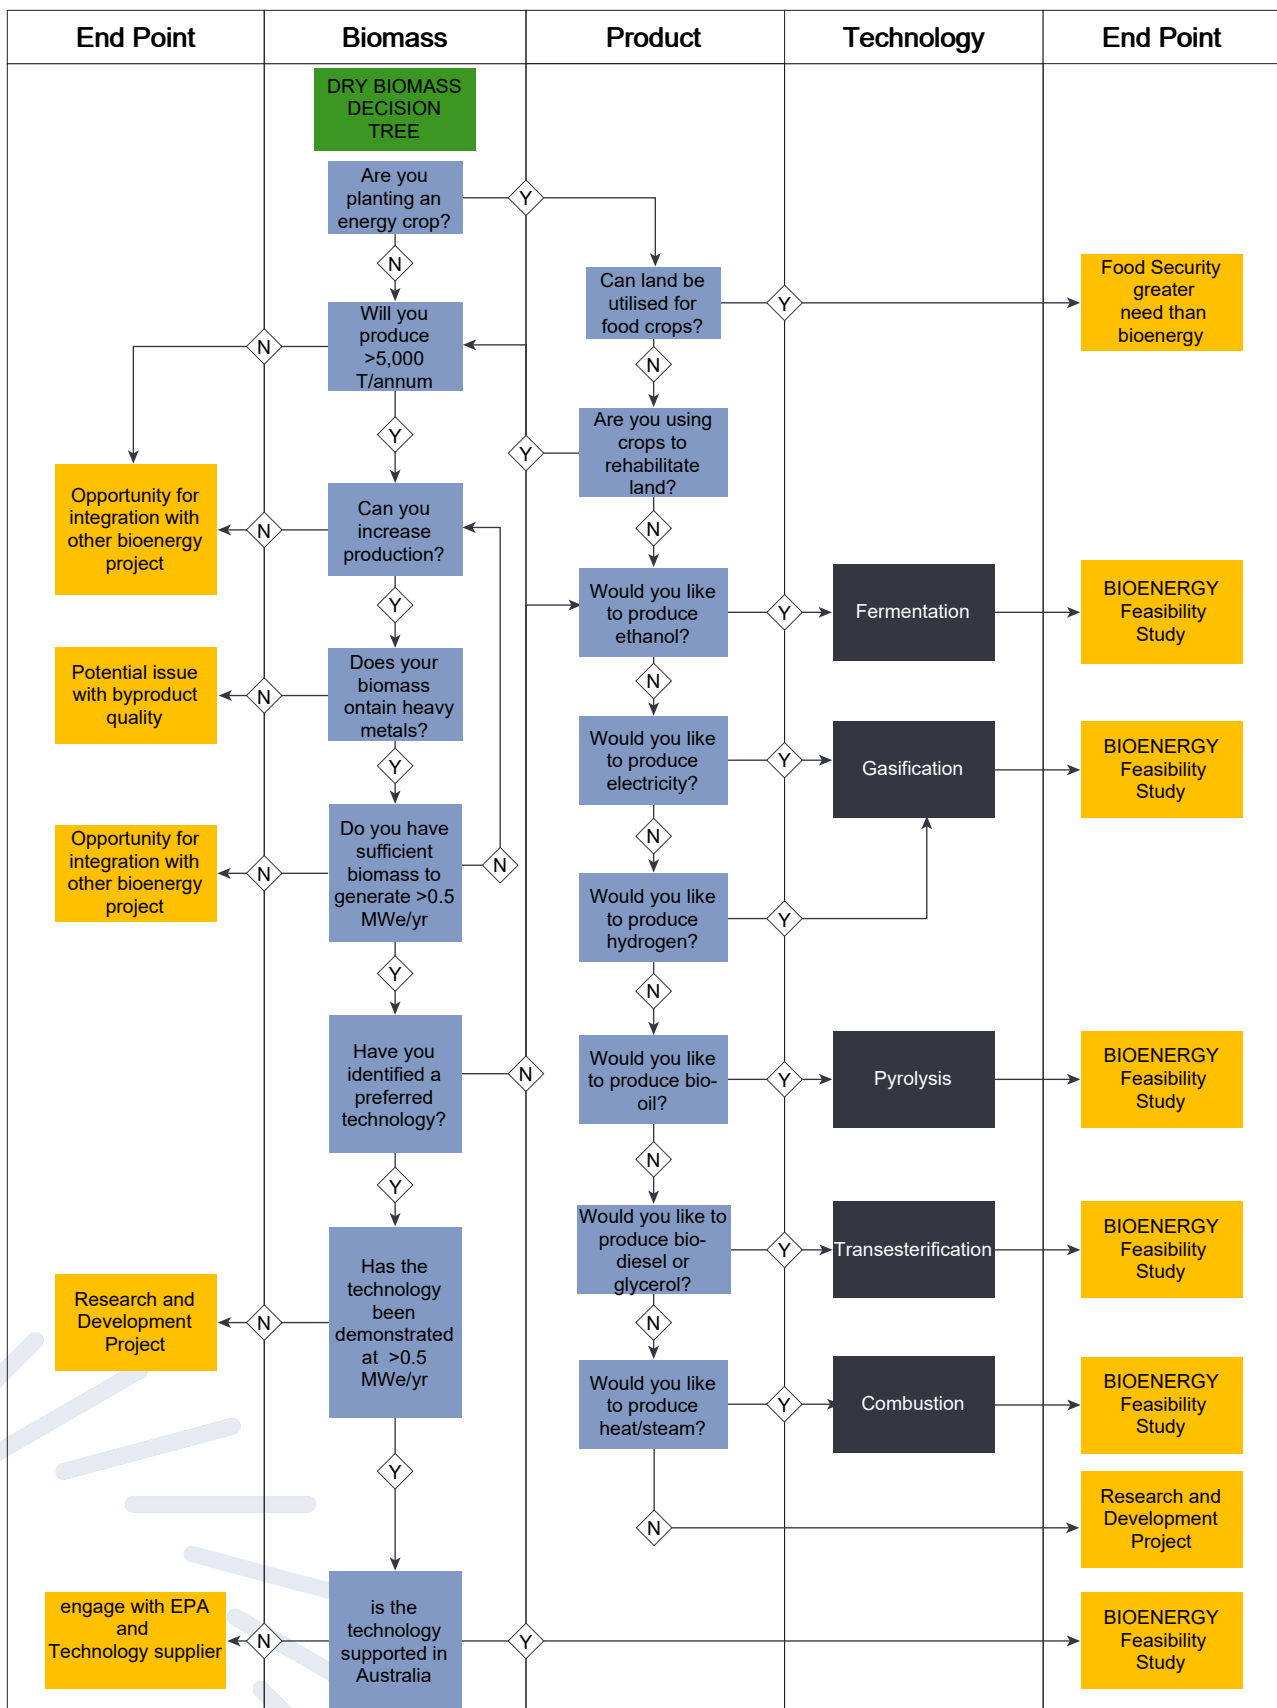 End Point
Biomass
Product
Technology
End Point
DRY BIOMASS
DECISION
TREE
Are you
planting an
energy crop?
Y
N
Can land be
utilised for
food crops?
Y
Food Security
greater
need than
bioenergy
Will you
produce
>5,000
T/annum
N
N
Y
Are you using
crops to
rehabilitate
land?
Y
N
Opportunity for
integration with
other bioenergy
project
N
Can you
increase
production?
Y
Would you like
to produce
ethanol?
Y
Fermentation
BIOENERGY
Feasibility
Study
N
Potential issue
with byproduct
quality
N
Does your
biomass
ontain heavy
metals?
Y
Would you like
to produce
electricity?
Y
Gasification
BIOENERGY
Feasibility
Study
N
Opportunity for
integration with
other bioenergy
project
N
Do you have
sufficient
biomass to
generate >0.5
MWe/yr
N
Y
Would you like
to produce
hydrogen?
Y
N
Have you
identified a
preferred
technology?
N
Y
Would you like
to produce bio-
oil?
Y
Pyrolysis
BIOENERGY
Feasibility
Study
N
Would you like to
produce bio-
diesel or
glycerol?
Y
Transesterification
BIOENERGY
Feasibility
Study
N
Research and
Development
Project
N
Has the
technology
been
demonstrated
at >0.5
MWe/yr
Y
Would you like
to produce
heat/steam?
Y
Combustion
BIOENERGY
Feasibility
Study
N
Research and
Development
Project
engage with EPA
and
Technology supplier
N
is the
technology
supported in
Australia
Y
BIOENERGY
Feasibility
Study